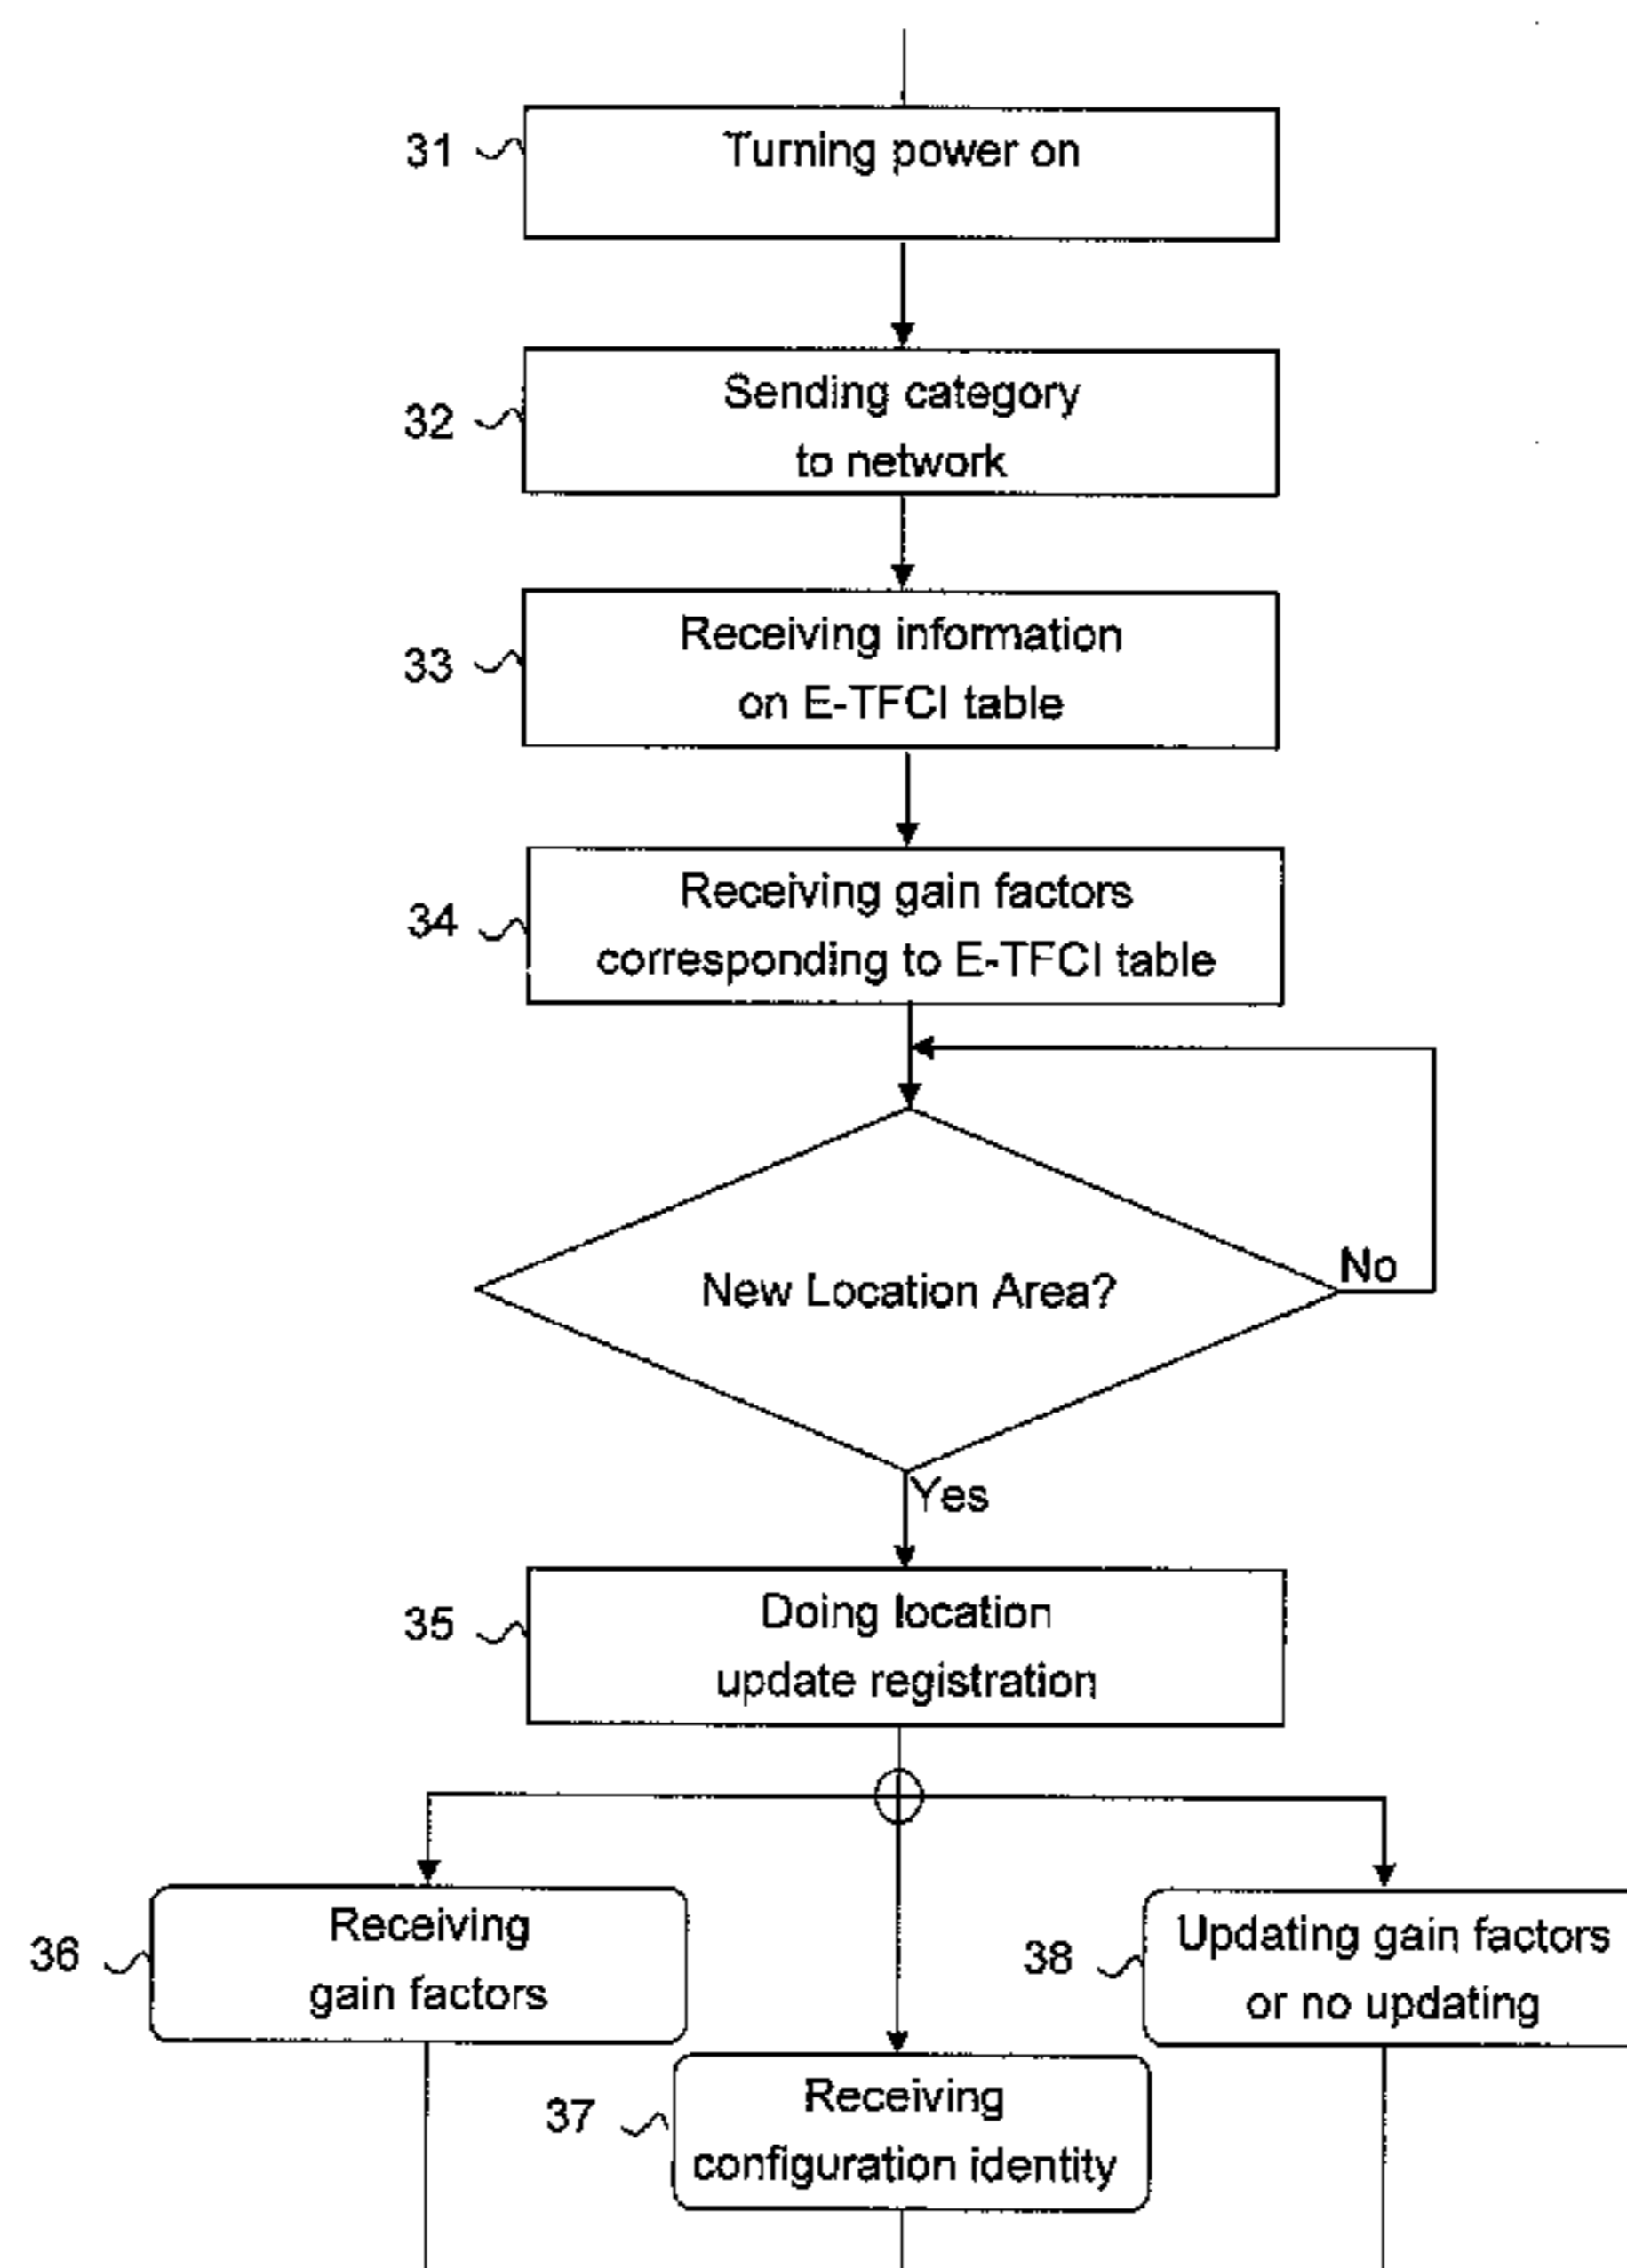 31
Turning power on
32
Sending category
to network
33
Receiving information
on E-TFCI table
34
Receiving gain factors
corresponding to E-TFCI table
New Location Area?
No
Yes
35
Doing location
update registration
36
Receiving
gain factors
38
Updating gain factors
or no updating
37
Receiving
configuration identity